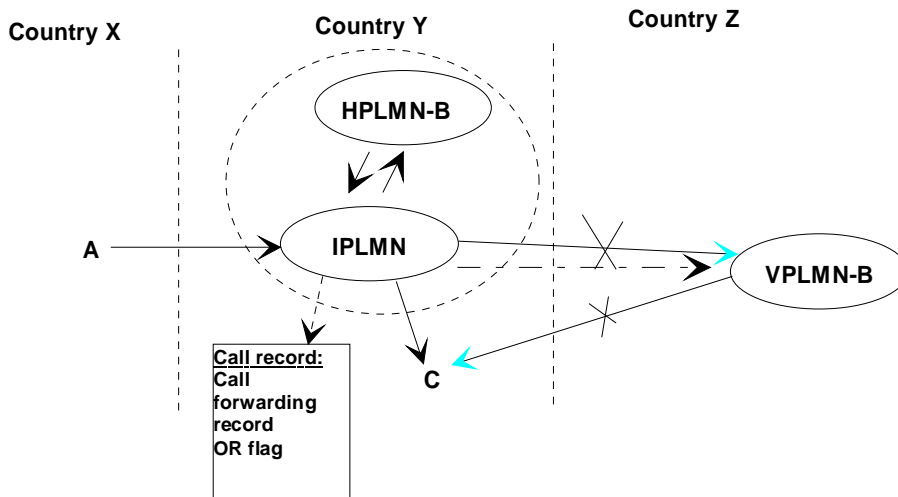 Country X
Country Y
Country Z
HPLMN-B
A
IPLMN
VPLMN-B
Call record:
Call
forwarding
record
OR flag
C